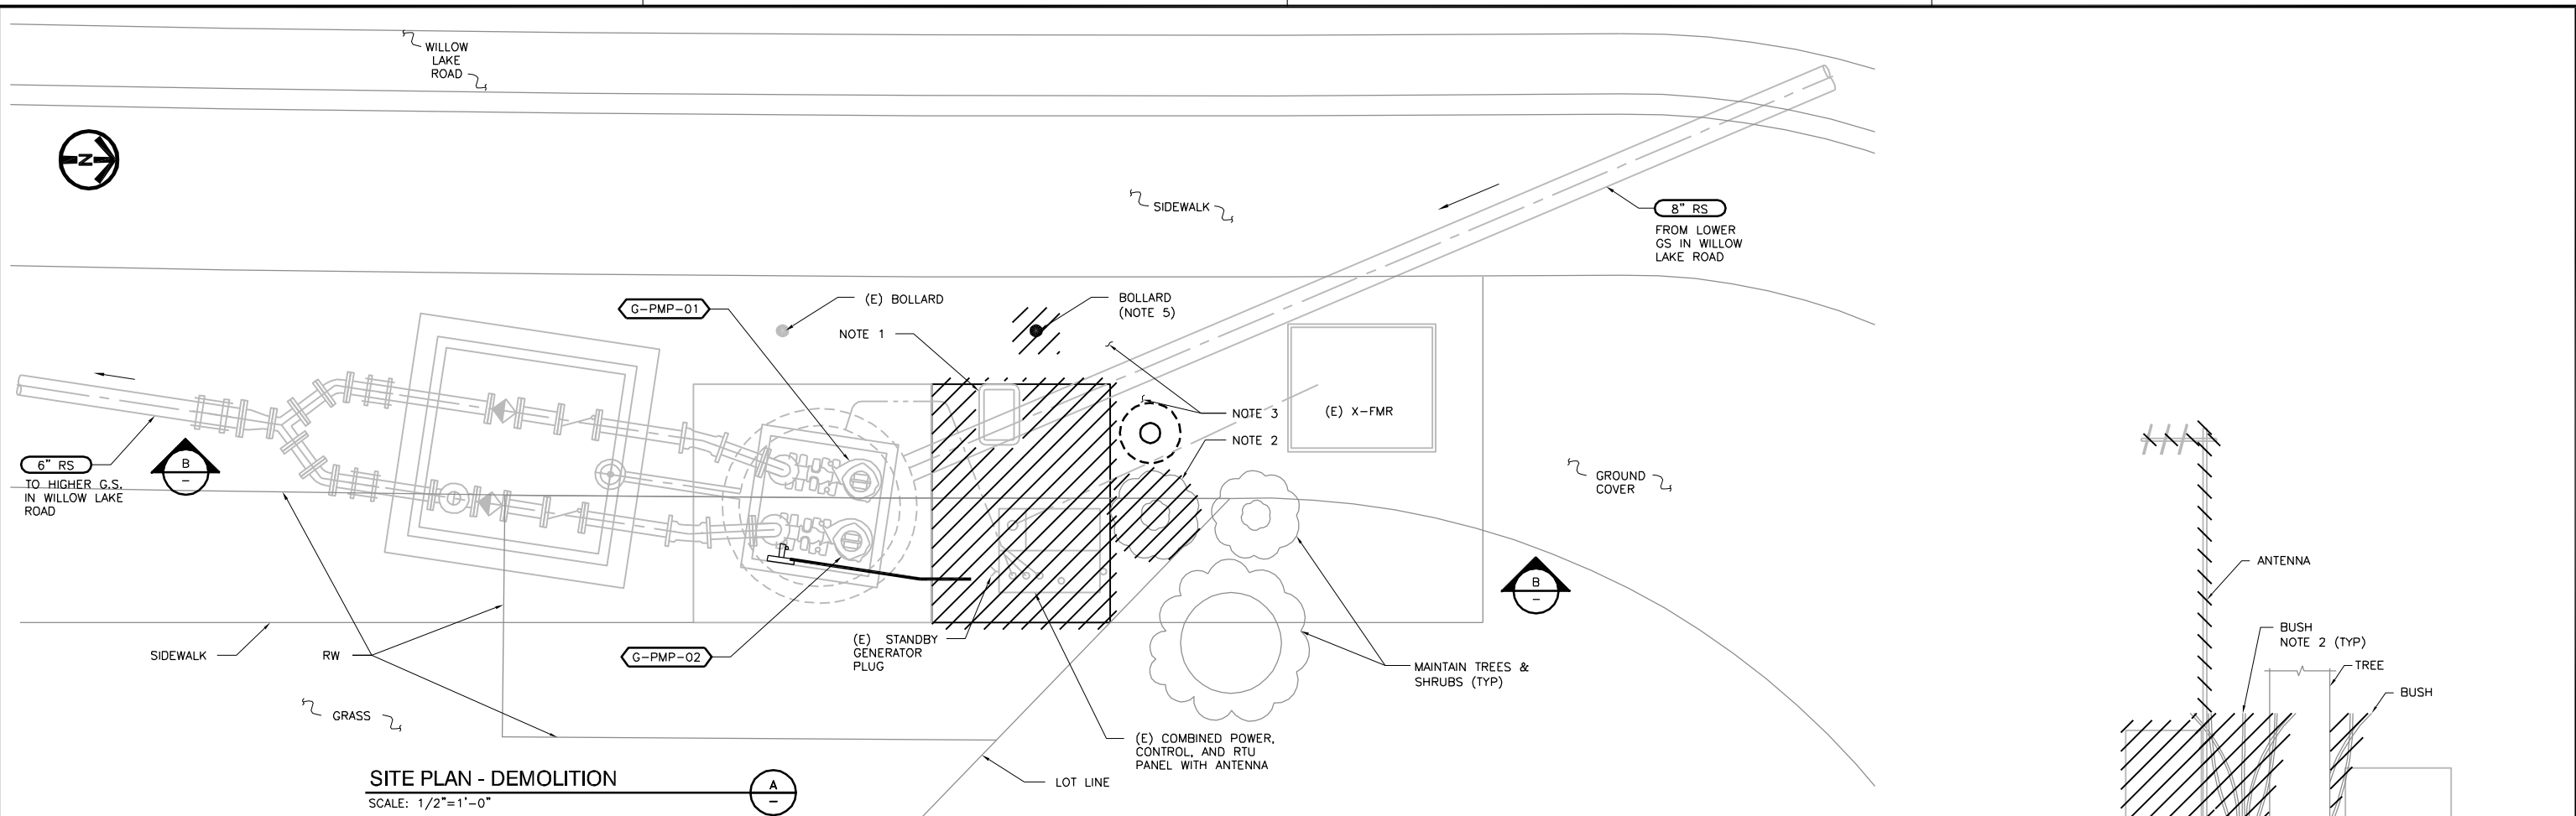 WILLOW
LAKE
ROAD
N
SIDEWALK
8" RS
FROM LOWER
GS IN WILLOW
LAKE ROAD
G-PMP-01
(E) BOLLARD
NOTE 1
BOLLARD
(NOTE 5)
NOTE 3
NOTE 2
(E) X-FMR
6" RS
TO HIGHER G.S.
IN WILLOW LAKE
ROAD
B
–
GROUND
COVER
B
–
ANTENNA
SIDEWALK
RW
G-PMP-02
(E) STANDBY
GENERATOR
PLUG
MAINTAIN TREES &
SHRUBS (TYP)
BUSH
NOTE 2 (TYP)
TREE
BUSH
GRASS
(E) COMBINED POWER,
CONTROL, AND RTU
PANEL WITH ANTENNA
LOT LINE
SITE PLAN - DEMOLITION
SCALE: 1/2"=1'-0"
A
–